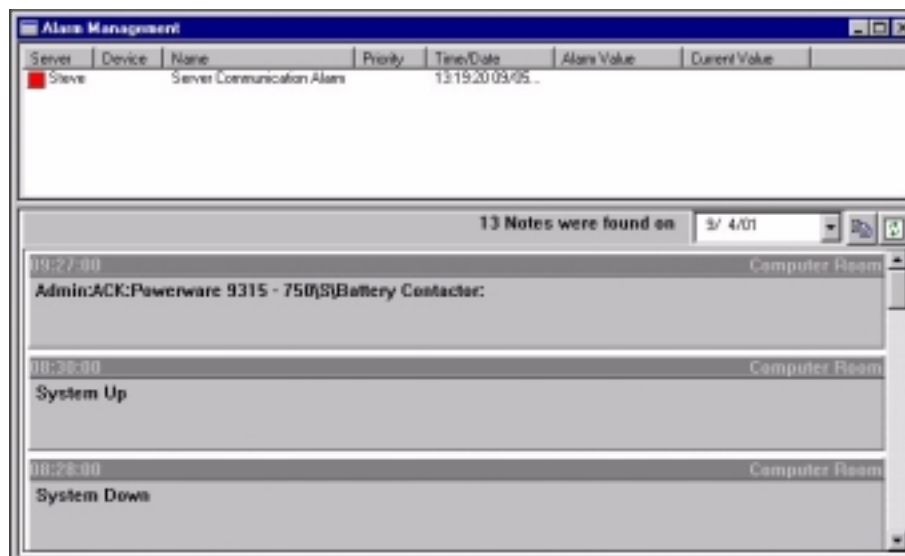 Alarm Management
Server Device Name Priority Time/Date Alarm Value Current Value
Steve Server Communication Alarm 13:19:20 09/05...
13 Notes were found on 9/ 4/01
09:27:00 Computer Room
Admin:ACK:Powerware 9315 - 750\S\Battery Contactor:
08:30:00 Computer Room
System Up
08:28:00 Computer Room
System Down